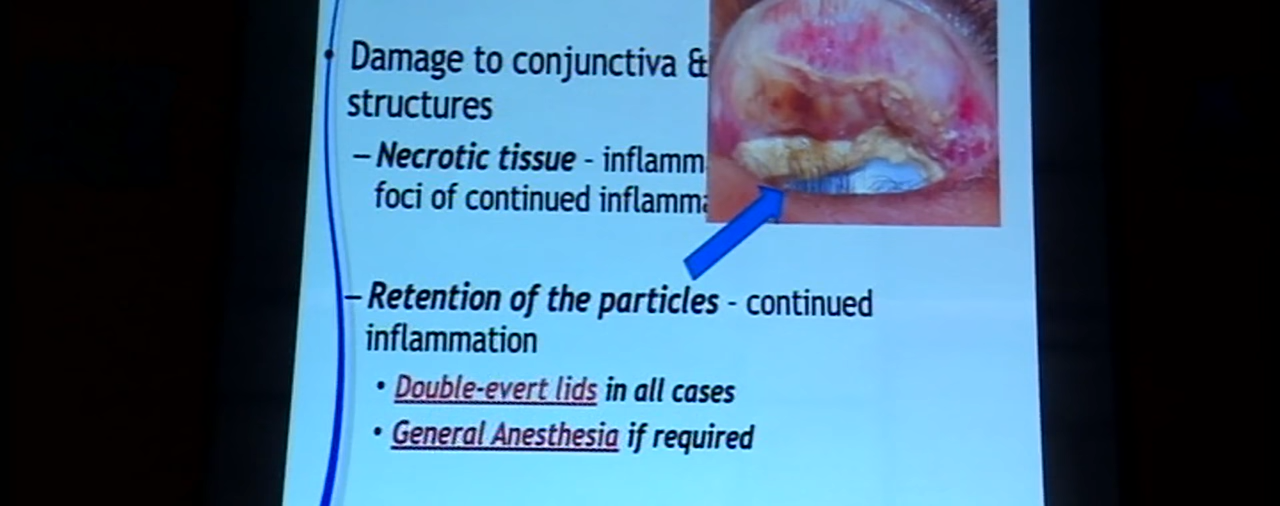 • Damage to conjunctiva &
structures
– Necrotic tissue - inflamm
foci of continued inflamma
– Retention of the particles - continued
inflammation
• Double-evert lids in all cases
• General Anesthesia if required